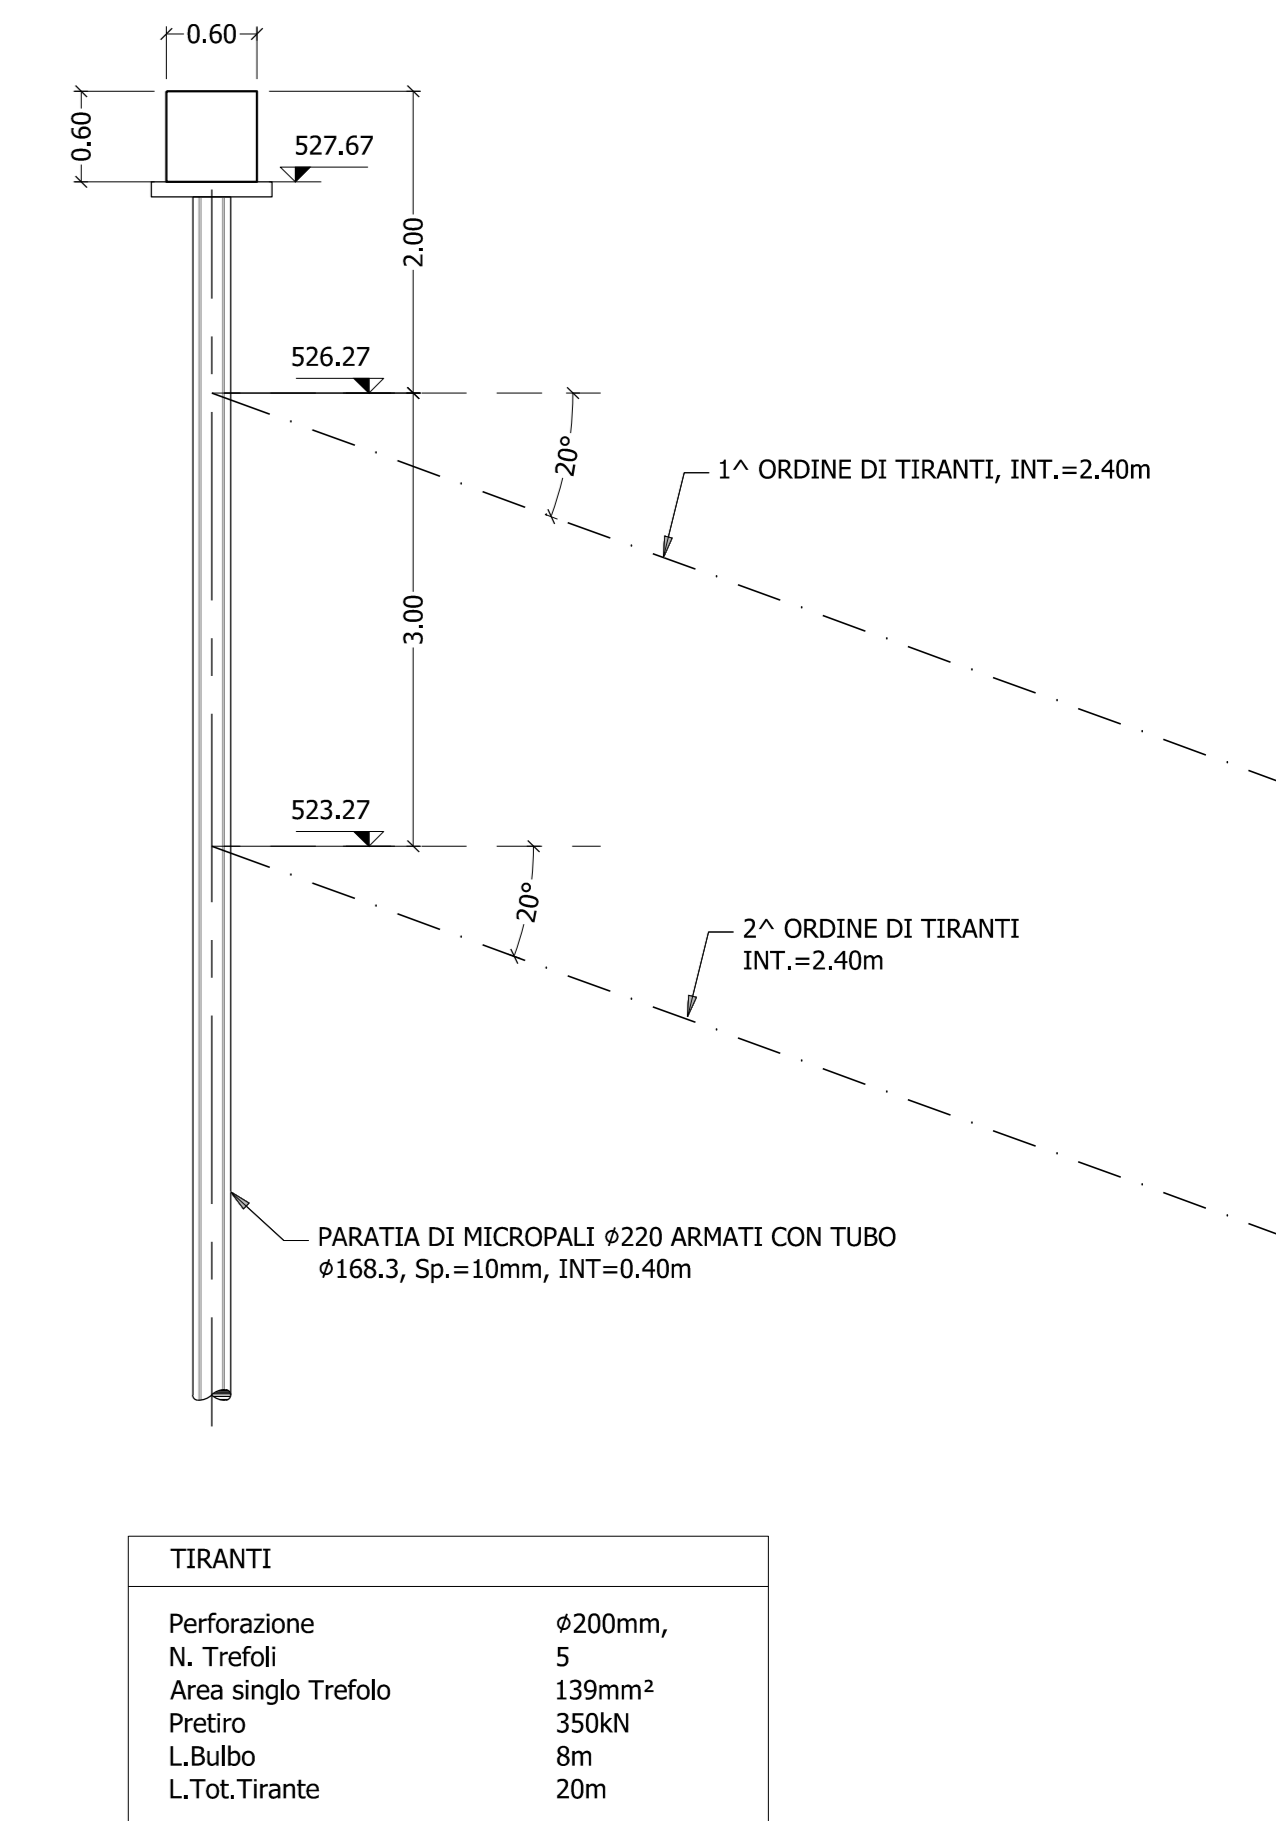 0.60
0.60
527.67
2.00
526.27
20°
1^ ORDINE DI TIRANTI, INT.=2.40m
3.00
523.27
20°
2^ ORDINE DI TIRANTI
INT.=2.40m
PARATIA DI MICROPALI ϕ220 ARMATI CON TUBO
ϕ168.3, Sp.=10mm, INT=0.40m
TIRANTI
Perforazione ϕ200mm,
N. Trefoli 5
Area singlo Trefolo 139mm²
Pretiro 350kN
L.Bulbo 8m
L.Tot.Tirante 20m